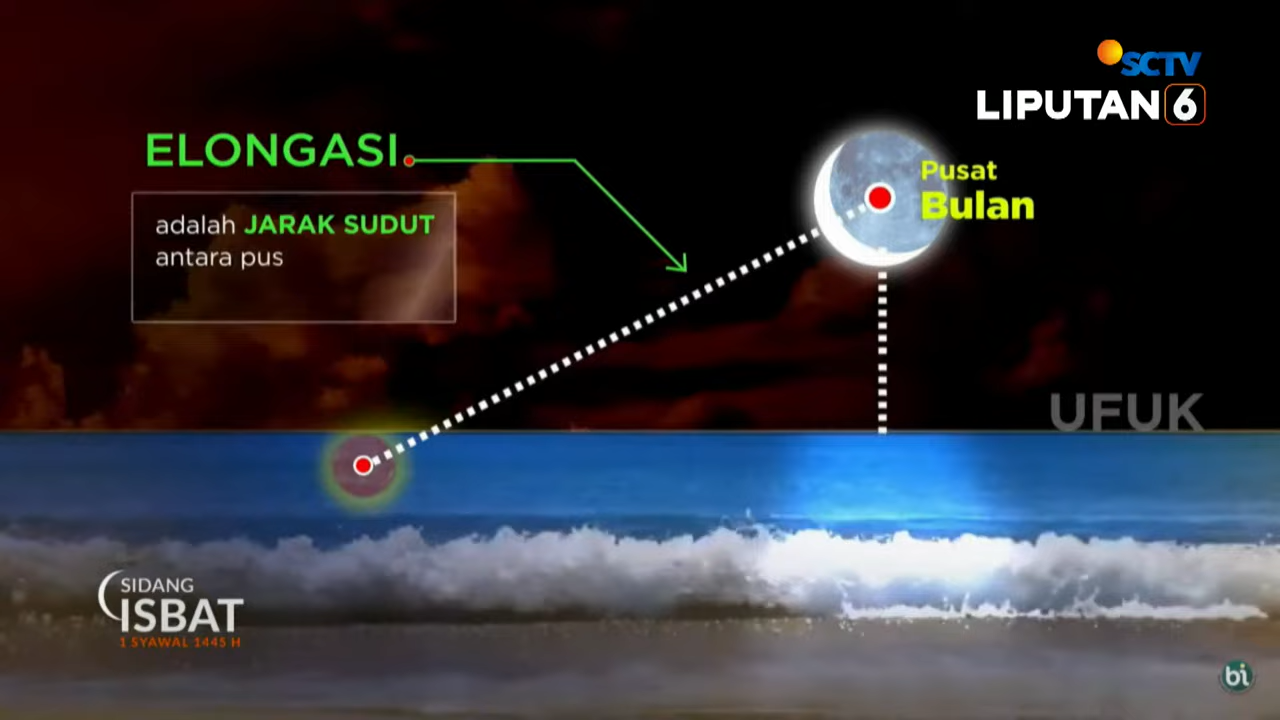 SCTV
LIPUTAN 6
ELONGASI
adalah JARAK SUDUT
antara pus
Pusat
Bulan
UFUK
SIDANG
ISBAT
1 SYAWAL 1445 H
bi